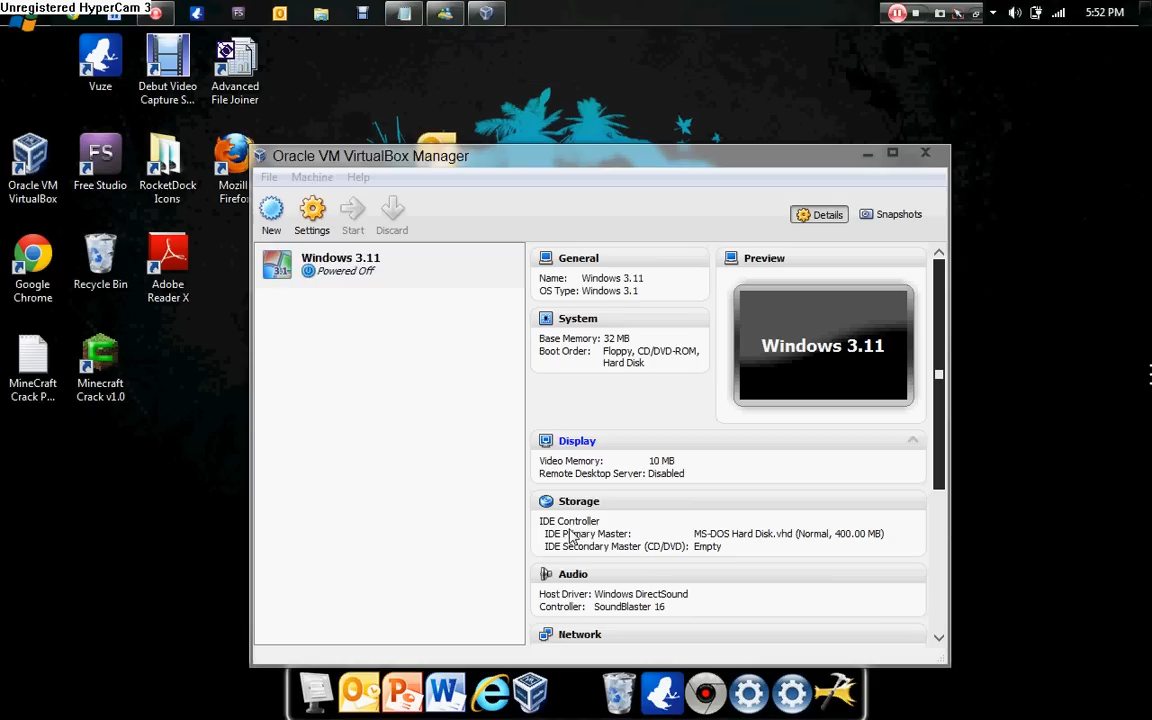 Unregistered HyperCam 3
5:52 PM
Vuze
Debut Video
Capture S...
Advanced
File Joiner
Oracle VM
VirtualBox
FS
Free Studio
RocketDock
Icons
Mozill
Firefo
Google
Chrome
Recycle Bin
Adobe
Reader X
MineCraft
Crack P...
Minecraft
Crack v1.0
Oracle VM VirtualBox Manager
File Machine Help
New Settings Start Discard
Details Snapshots
3.1
Windows 3.11
Powered Off
General
Name: Windows 3.11
OS Type: Windows 3.1
System
Base Memory: 32 MB
Boot Order: Floppy, CD/DVD-ROM,
Hard Disk
Preview
Windows 3.11
Display
Video Memory: 10 MB
Remote Desktop Server: Disabled
Storage
IDE Controller
IDE Primary Master: MS-DOS Hard Disk.vhd (Normal, 400.00 MB)
IDE Secondary Master (CD/DVD): Empty
Audio
Host Driver: Windows DirectSound
Controller: SoundBlaster 16
Network